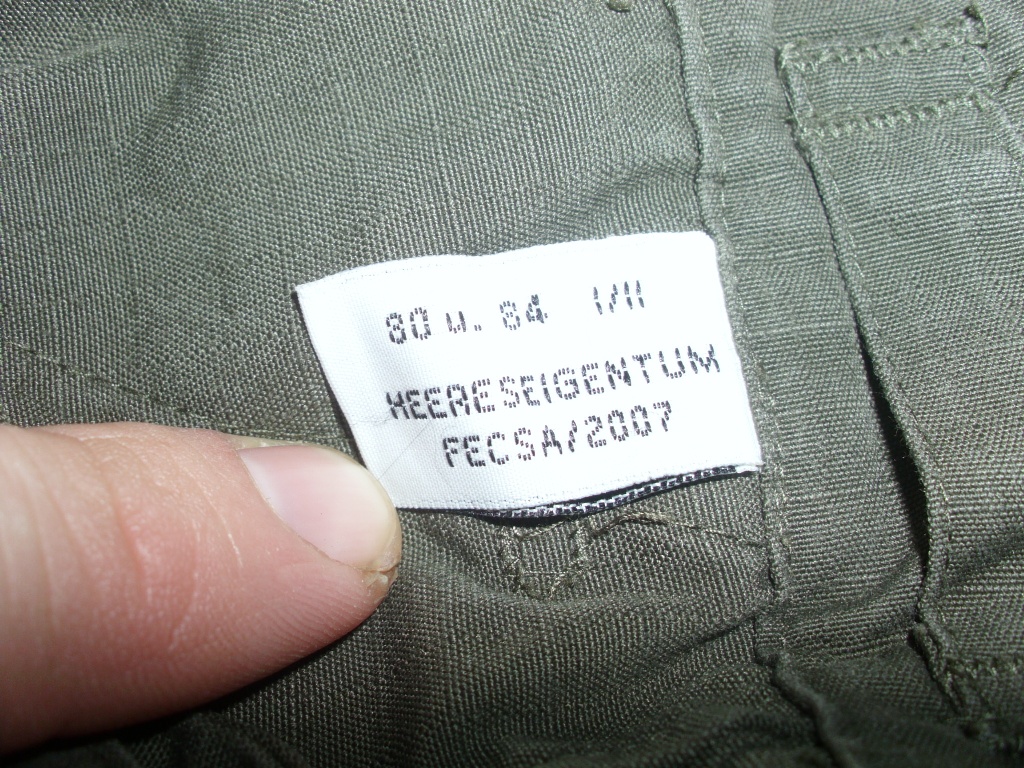 80 u. 84 I/II
HEERESEIGENTUM
FECSA/2007